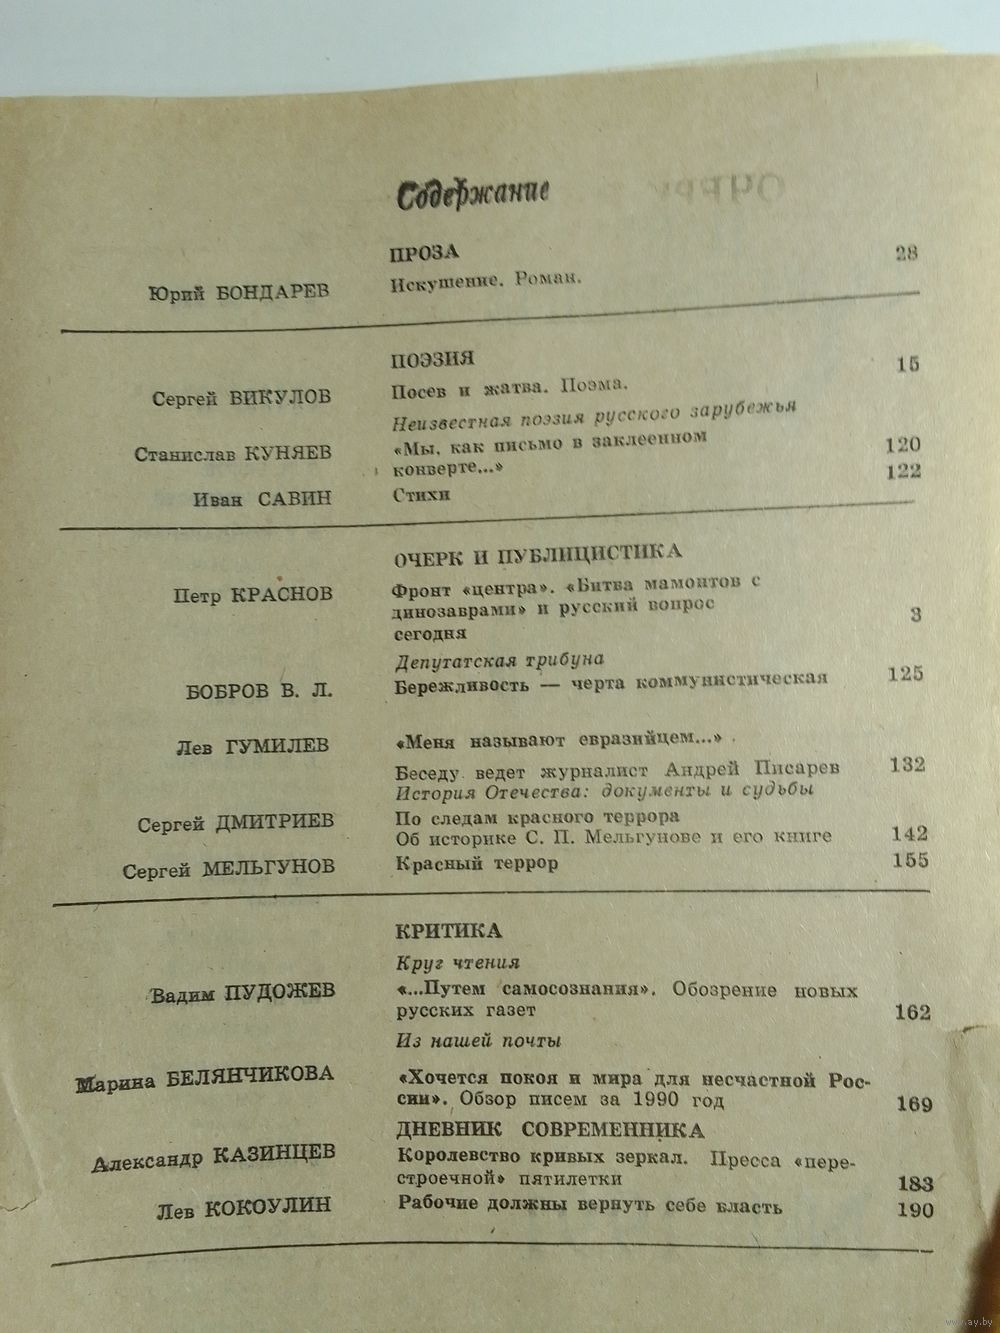 Содержание
ПРОЗА
Юрий БОНДАРЕВ Искушение. Роман. 28
ПОЭЗИЯ
Сергей ВИКУЛОВ Посев и жатва. Поэма. 15
Неизвестная поэзия русского зарубежья
Станислав КУНЯЕВ «Мы, как письмо в заклеенном
конверте...» 120
Иван САВИН Стихи 122
ОЧЕРК И ПУБЛИЦИСТИКА
Петр КРАСНОВ Фронт «центра». «Битва мамонтов с
динозаврами» и русский вопрос
сегодня 3
Депутатская трибуна
БОБРОВ В. Л. Бережливость — черта коммунистическая 125
Лев ГУМИЛЕВ «Меня называют евразийцем...»
Беседу ведет журналист Андрей Писарев 132
История Отечества: документы и судьбы
Сергей ДМИТРИЕВ По следам красного террора
Об историке С. П. Мельгунове и его книге 142
Сергей МЕЛЬГУНОВ Красный террор 155
КРИТИКА
Круг чтения
Вадим ПУДОЖЕВ «...Путем самосознания». Обозрение новых
русских газет 162
Из нашей почты
Марина БЕЛЯНЧИКОВА «Хочется покоя и мира для несчастной Рос-
сии». Обзор писем за 1990 год 169
ДНЕВНИК СОВРЕМЕННИКА
Александр КАЗИНЦЕВ Королевство кривых зеркал. Пресса «пере-
строечной» пятилетки 183
Лев КОКОУЛИН Рабочие должны вернуть себе власть 190
www.ay.by